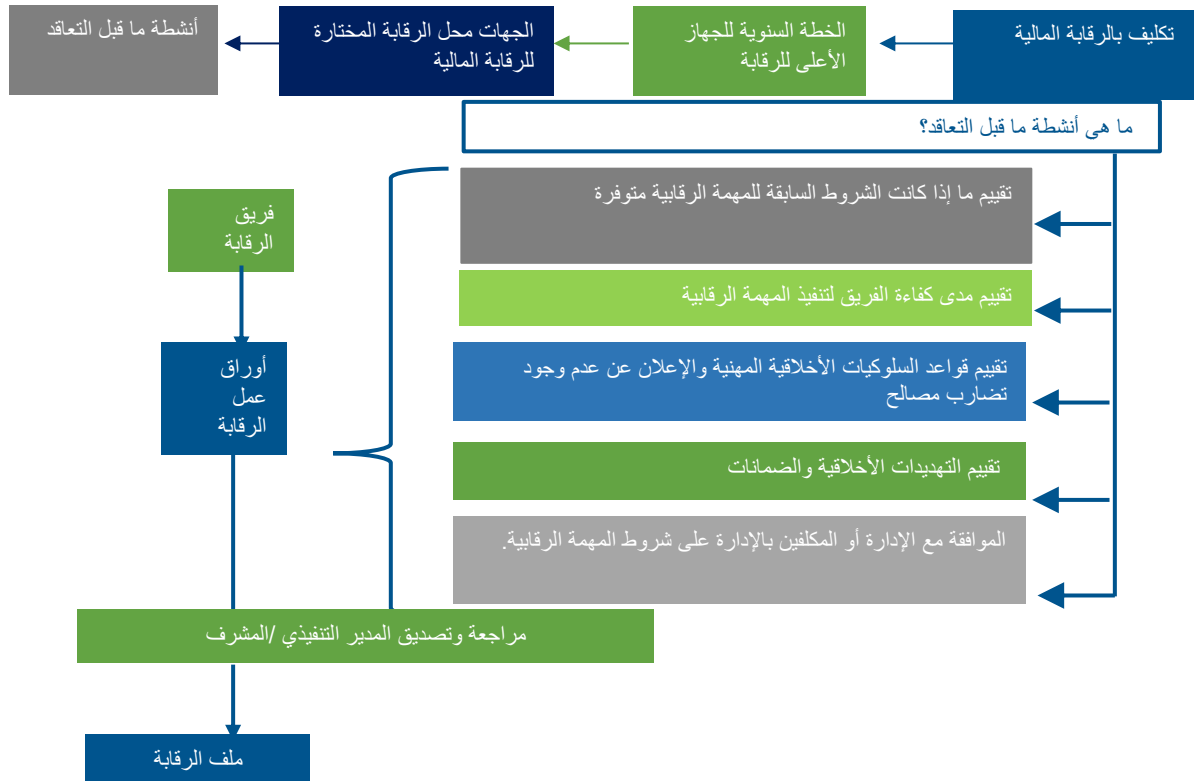 تكليف بالرقابة المالية
الخطة السنوية للجهاز
الأعلى للرقابة
الجهات محل الرقابة المختارة
للرقابة المالية
أنشطة ما قبل التعاقد
ما هى أنشطة ما قبل التعاقد؟
تقييم ما إذا كانت الشروط السابقة للمهمة الرقابية متوفرة
تقييم مدى كفاءة الفريق لتنفيذ المهمة الرقابية
تقييم قواعد السلوكيات الأخلاقية المهنية والإعلان عن عدم وجود
تضارب مصالح
تقييم التهديدات الأخلاقية والضمانات
الموافقة مع الإدارة أو المكلفين بالإدارة على شروط المهمة الرقابية.
فريق
الرقابة
أوراق
عمل
الرقابة
مراجعة وتصديق المدير التنفيذي /المشرف
ملف الرقابة